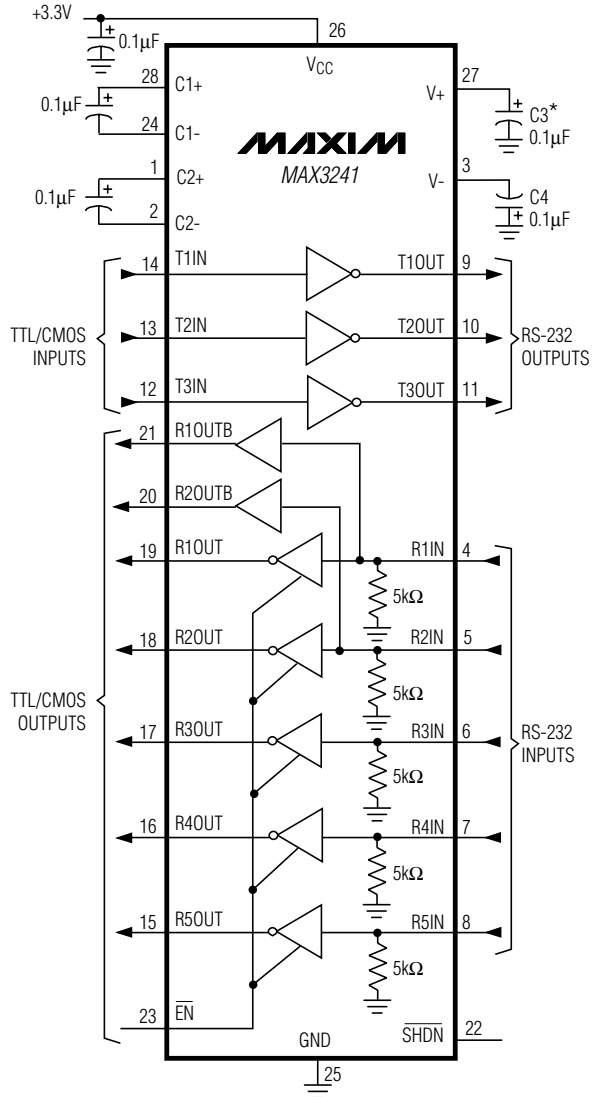 +3.3V
26
0.1µF
VCC
28
C1+
0.1µF
24
C1-
27
V+
+ C3*
0.1µF
MAXIM
MAX3241
1
C2+
0.1µF
2
C2-
3
V-
C4
+ 0.1µF
14
T1IN
T1OUT
9
TTL/CMOS
INPUTS
13
T2IN
T2OUT
10
RS-232
OUTPUTS
12
T3IN
T3OUT
11
21
R1OUTB
20
R2OUTB
19
R1OUT
R1IN
4
5kΩ
18
R2OUT
R2IN
5
5kΩ
TTL/CMOS
OUTPUTS
17
R3OUT
R3IN
6
RS-232
INPUTS
5kΩ
16
R4OUT
R4IN
7
5kΩ
15
R5OUT
R5IN
8
5kΩ
23
EN
GND
SHDN
22
25